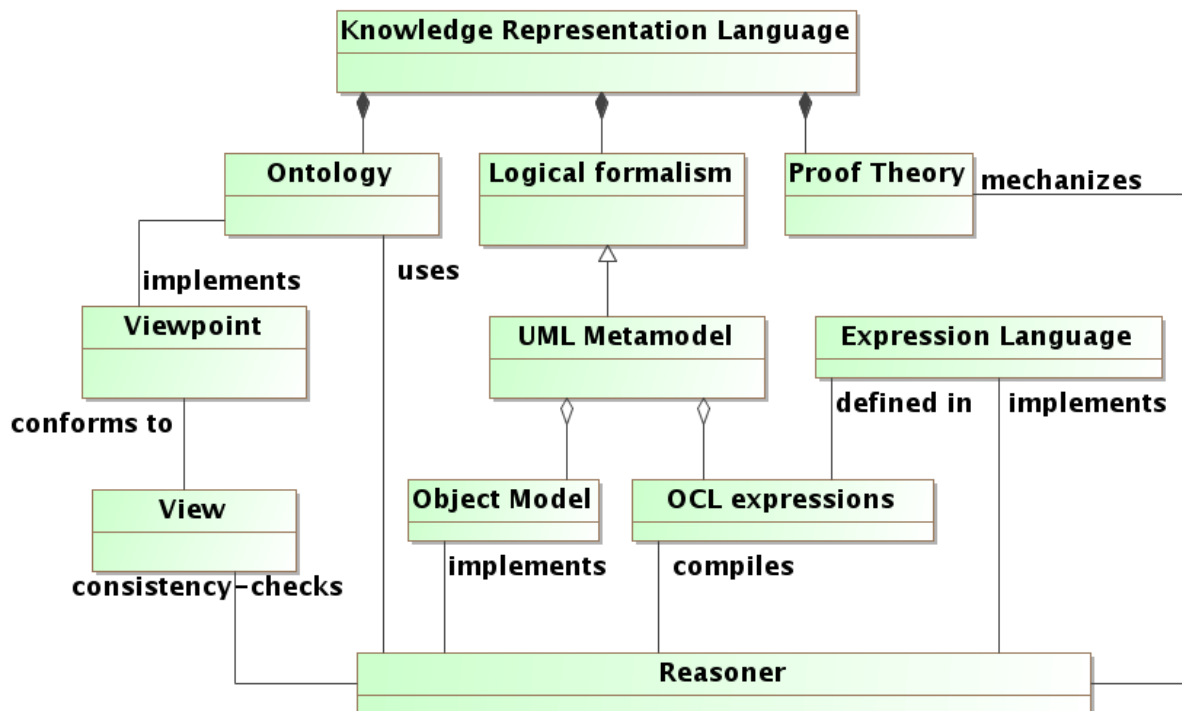 Knowledge Representation Language
Ontology
Logical formalism
Proof Theory
mechanizes
implements
uses
Viewpoint
UML Metamodel
Expression Language
conforms to
defined in
implements
View
Object Model
OCL expressions
consistency-checks
implements
compiles
Reasoner